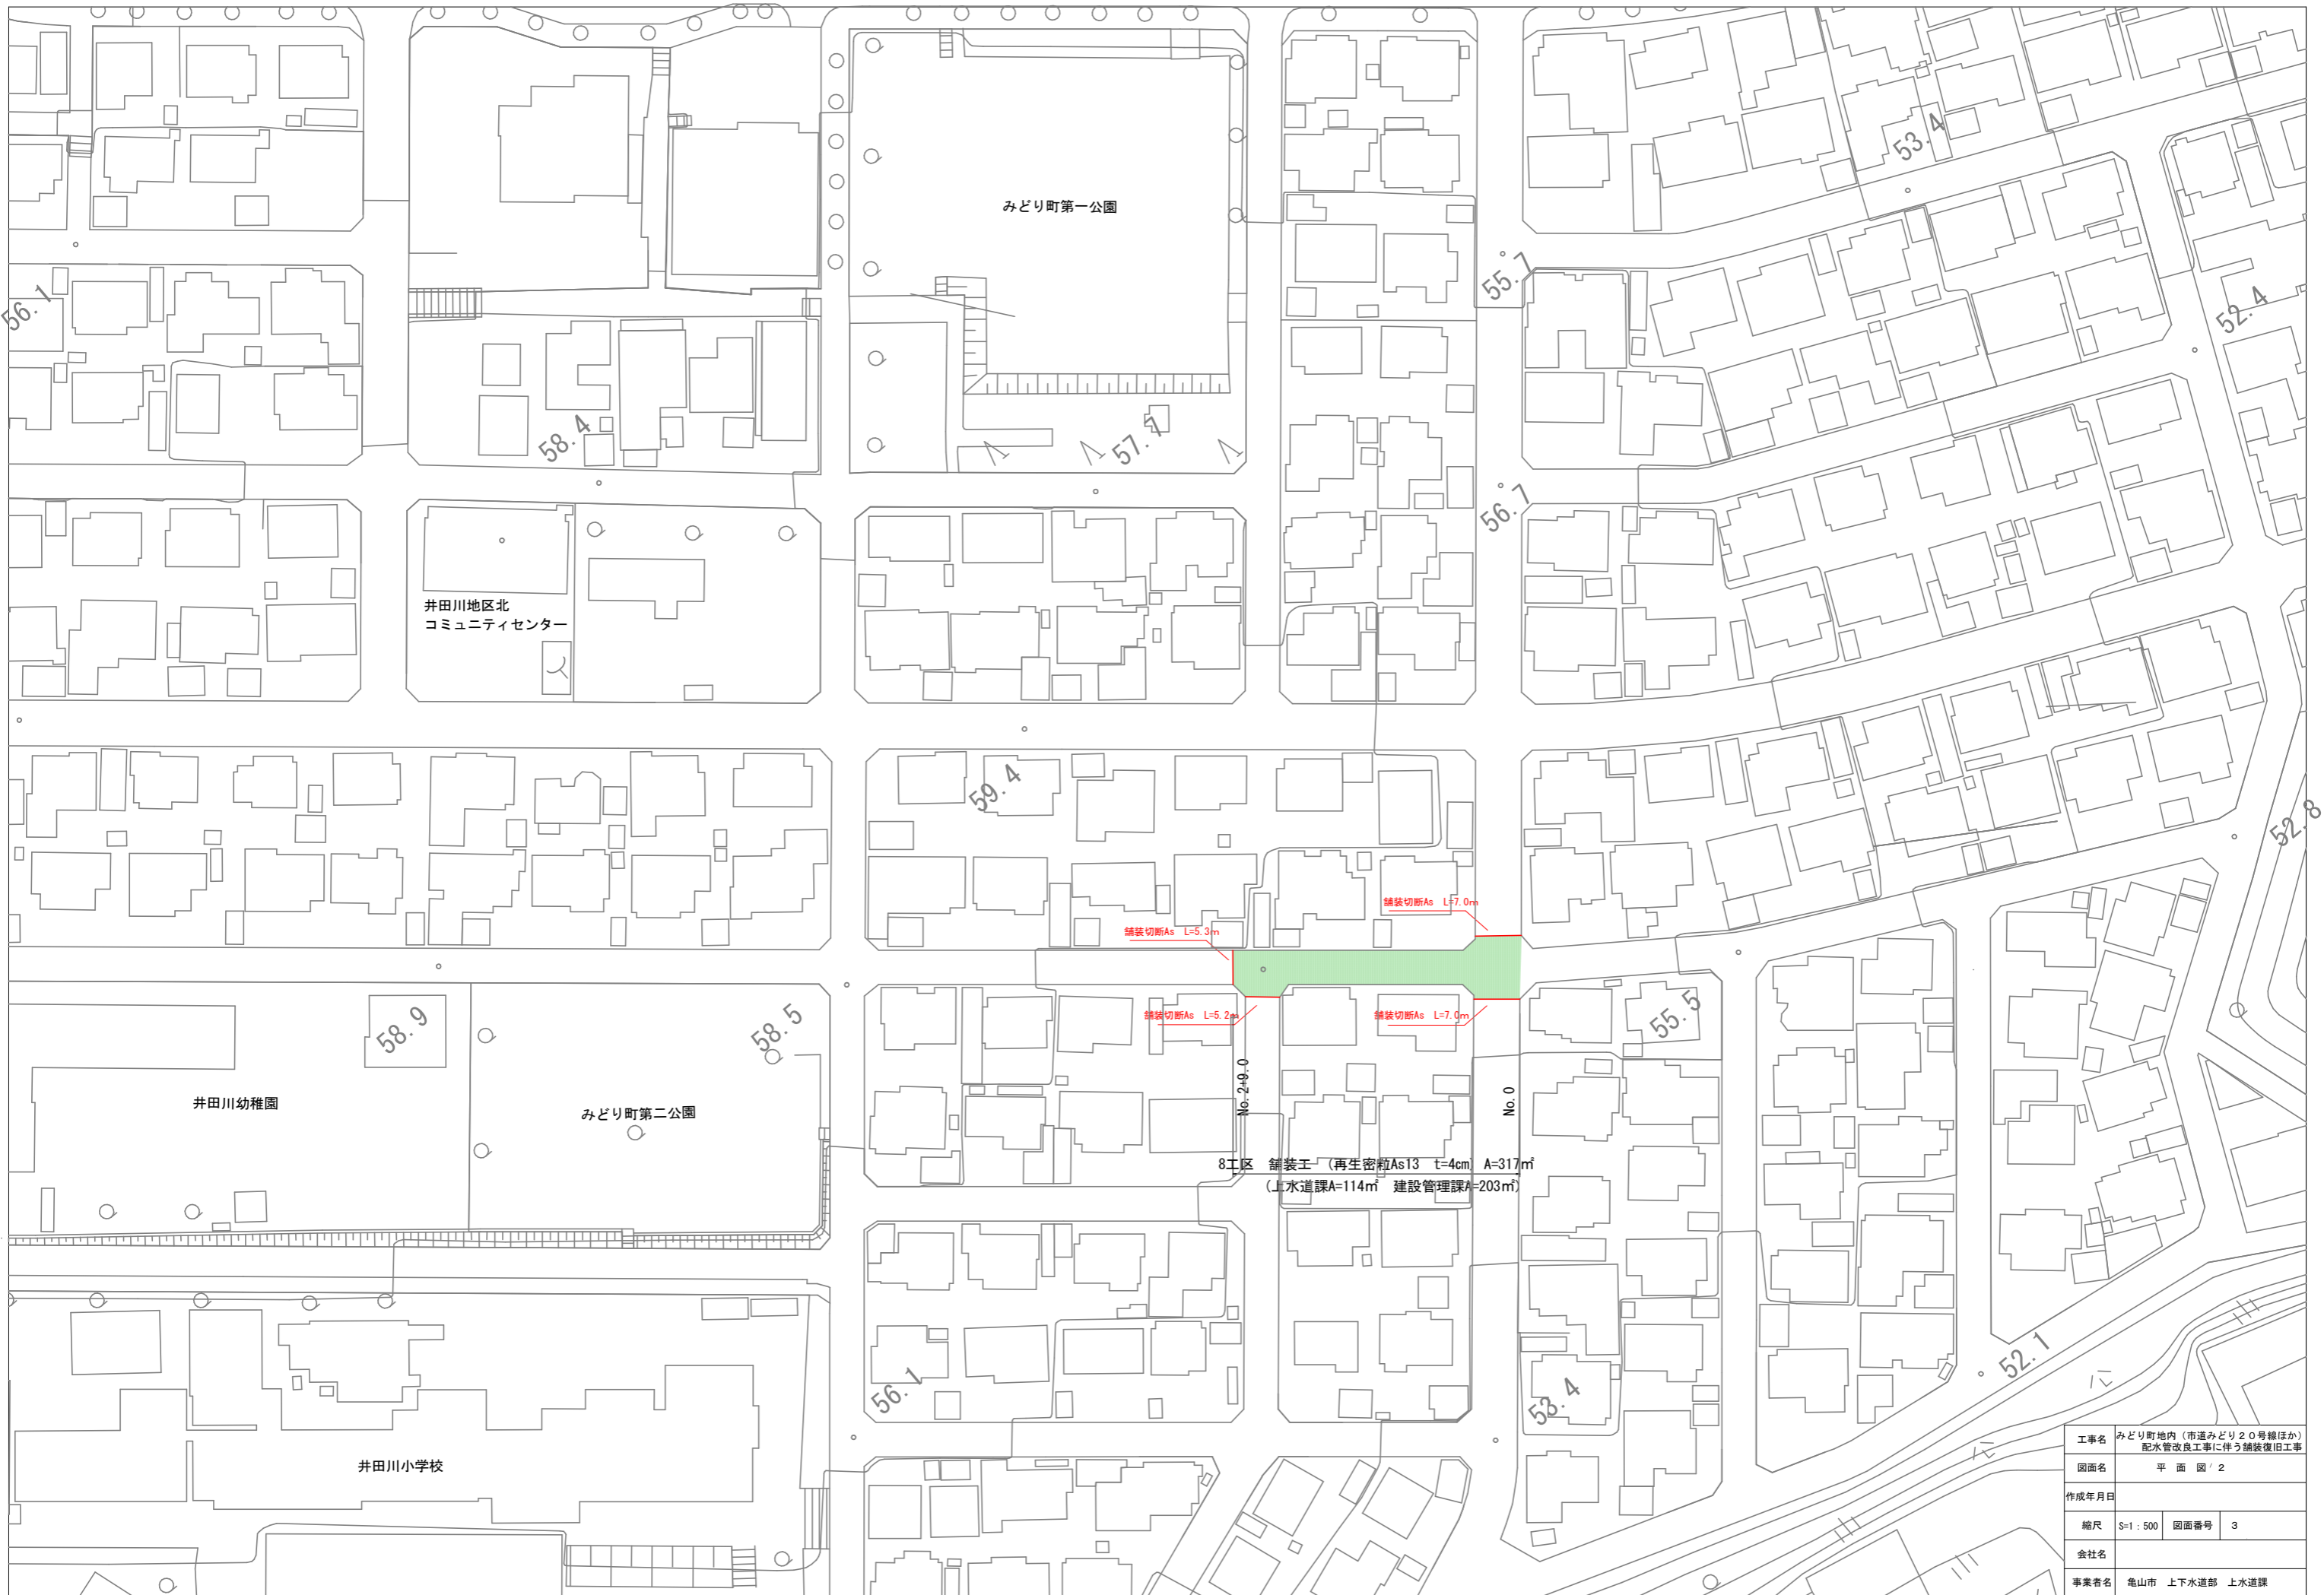 みどり町第一公園
53.4
55.7
52.4
56.1
58.4
57.7
56.7
井田川地区北
コミュニティセンター
59.4
52.8
舗装切断As L=7.0m
舗装切断As L=5.3m
舗装切断As L=5.2m
舗装切断As L=7.0m
58.9
58.5
55.5
No.2+9.0
No.0
井田川幼稚園
みどり町第二公園
8工区 舗装工 (再生密粒As13 t=4cm) A=317㎡
(上水道課A=114㎡ 建設管理課A=203㎡)
56.1
53.4
52.1
井田川小学校
工事名 みどり町地内(市道みどり20号線ほか)
配水管改良工事に伴う舗装復旧工事
図面名 平 面 図 2
作成年月日
縮尺 S=1:500 図面番号 3
会社名
事業者名 亀山市 上下水道部 上水道課